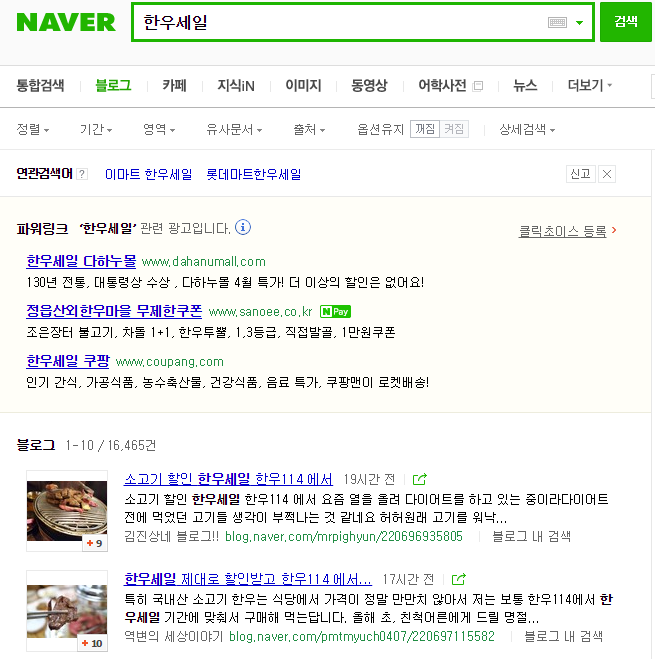 NAVER 한우세일 검색
통합검색 블로그 카페 지식iN 이미지 동영상 어학사전 뉴스 더보기
정렬 기간 영역 유사문서 출처 옵션유지 꺼짐 켜짐 상세검색
연관검색어 ? 이마트 한우세일 롯데마트한우세일 신고
파워링크 '한우세일' 관련 광고입니다. 클릭초이스 등록
한우세일 다하누몰 www.dahanumall.com
130년 전통, 대통령상 수상 , 다하누몰 4월 특가! 더 이상의 할인은 없어요!
정읍산외한우마을 무제한쿠폰 www.sanoee.co.kr N Pay
조은장터 불고기, 차돌 1+1, 한우투뿔, 1,3등급, 직접발골, 1만원쿠폰
한우세일 쿠팡 www.coupang.com
인기 간식, 가공식품, 농수축산물, 건강식품, 음료 특가, 쿠팡맨이 로켓배송!
블로그 1-10 / 16,465건
소고기 할인 한우세일 한우114 에서 19시간 전
소고기 할인 한우세일 한우114 에서 요즘 열을 올려 다이어트를 하고 있는 중이라다이어트
전에 먹었던 고기들 생각이 부쩍나는 것 같네요 허허원래 고기를 워낙...
+ 9
김진상네 블로그!! blog.naver.com/mrpighyun/220696935805 블로그 내 검색
한우세일 제대로 할인받고 한우114 에서... 17시간 전
특히 국내산 소고기 한우는 식당에서 가격이 정말 만만치 않아서 저는 보통 한우114에서 한
우세일 기간에 맞춰서 구매해 먹는답니다. 올해 초, 친척어른에게 드릴 명절...
+ 10
역변의 세상이야기 blog.naver.com/pmtmyuch0407/220697115582 블로그 내 검색